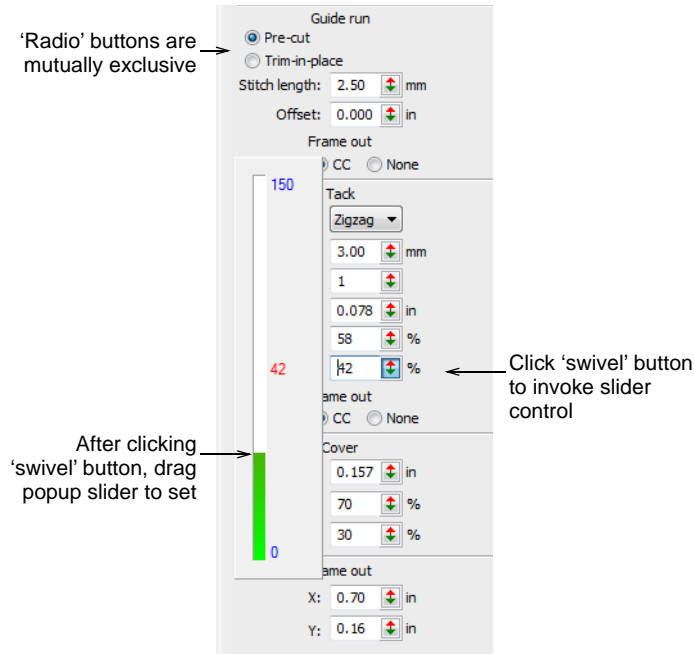 Guide run
‘Radio’ buttons are
mutually exclusive
Pre-cut
Trim-in-place
Stitch length: 2.50 mm
Offset: 0.000 in
Frame out
CC None
150
Tack
Zigzag
3.00 mm
1
0.078 in
58 %
42
42 %
Click ‘swivel’ button
to invoke slider
control
ame out
CC None
After clicking
‘swivel’ button, drag
popup slider to set
Cover
0.157 in
70 %
30 %
0
ame out
X: 0.70 in
Y: 0.16 in